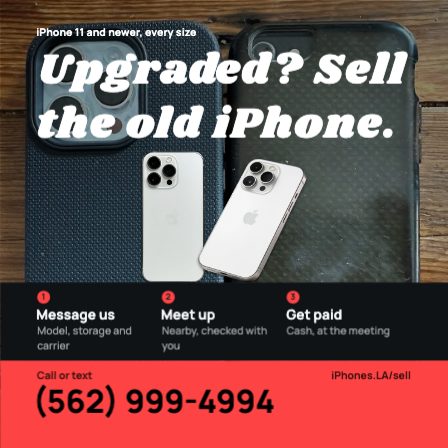 iPhone 11 and newer, every size
Upgraded? Sell
the old iPhone.
1
2
3
Message us
Meet up
Get paid
Model, storage and
carrier
Nearby, checked with
you
Cash, at the meeting
Call or text
iPhones.LA/sell
(562) 999-4994